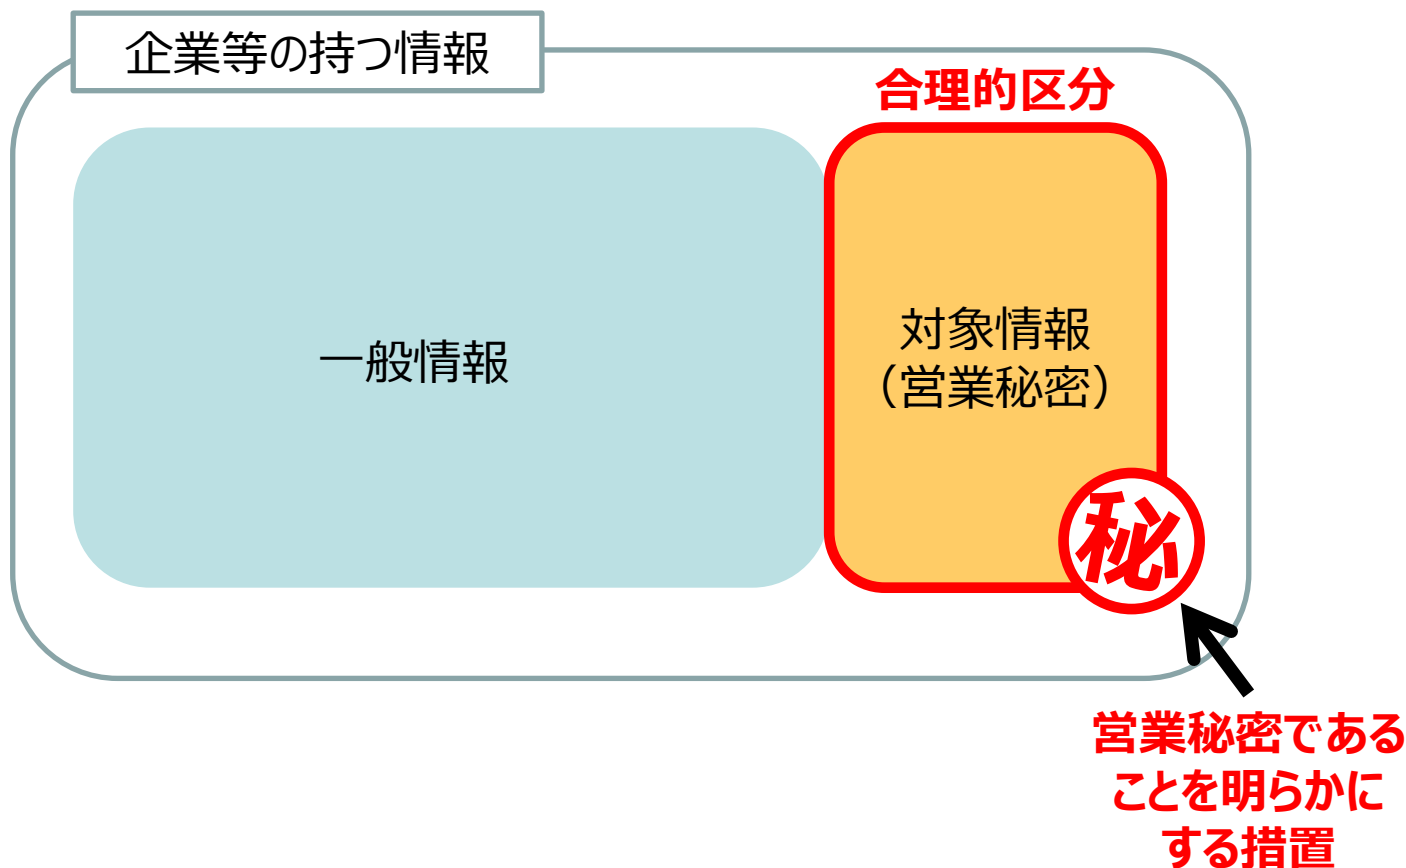 企業等の持つ情報
合理的区分
一般情報
対象情報
（営業秘密）
秘
営業秘密である
ことを明らかに
する措置